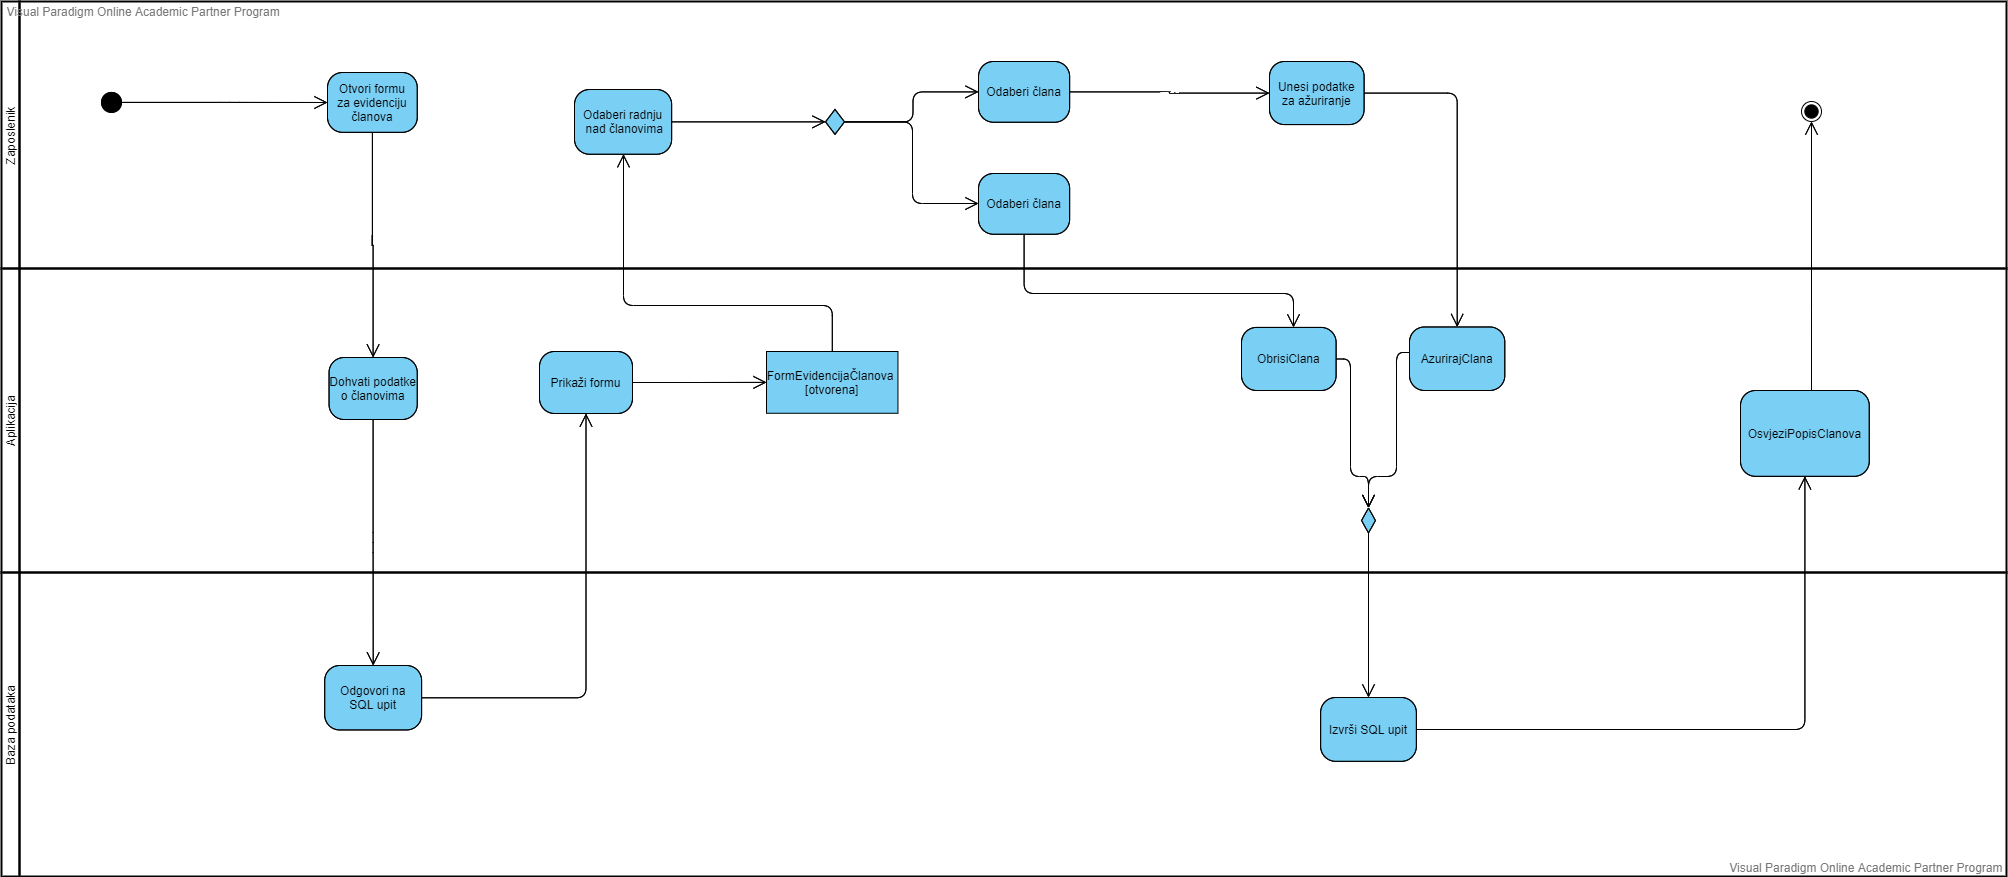 Visual Paradigm Online Academic Partner Program
Zaposlenik
Otvori formu
za evidenciju
članova
Odaberi radnju
nad članovima
Odaberi člana
Unesi podatke
za ažuriranje
Odaberi člana
Aplikacija
Dohvati podatke
o članovima
Prikaži formu
FormEvidencijaČlanova
[otvorena]
ObrisiClana
AzurirajClana
OsvjeziPopisClanova
Baza podataka
Odgovori na
SQL upit
Izvrši SQL upit
Visual Paradigm Online Academic Partner Program